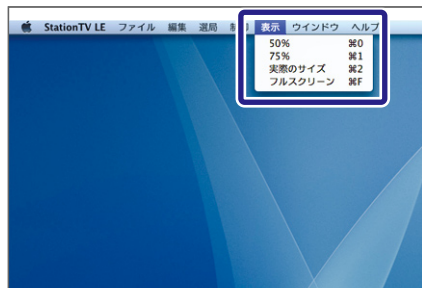 StationTV LE ファイル 編集 選局 制御 表示 ウインドウ ヘルプ
50% ⌘0
75% ⌘1
実際のサイズ ⌘2
フルスクリーン ⌘F